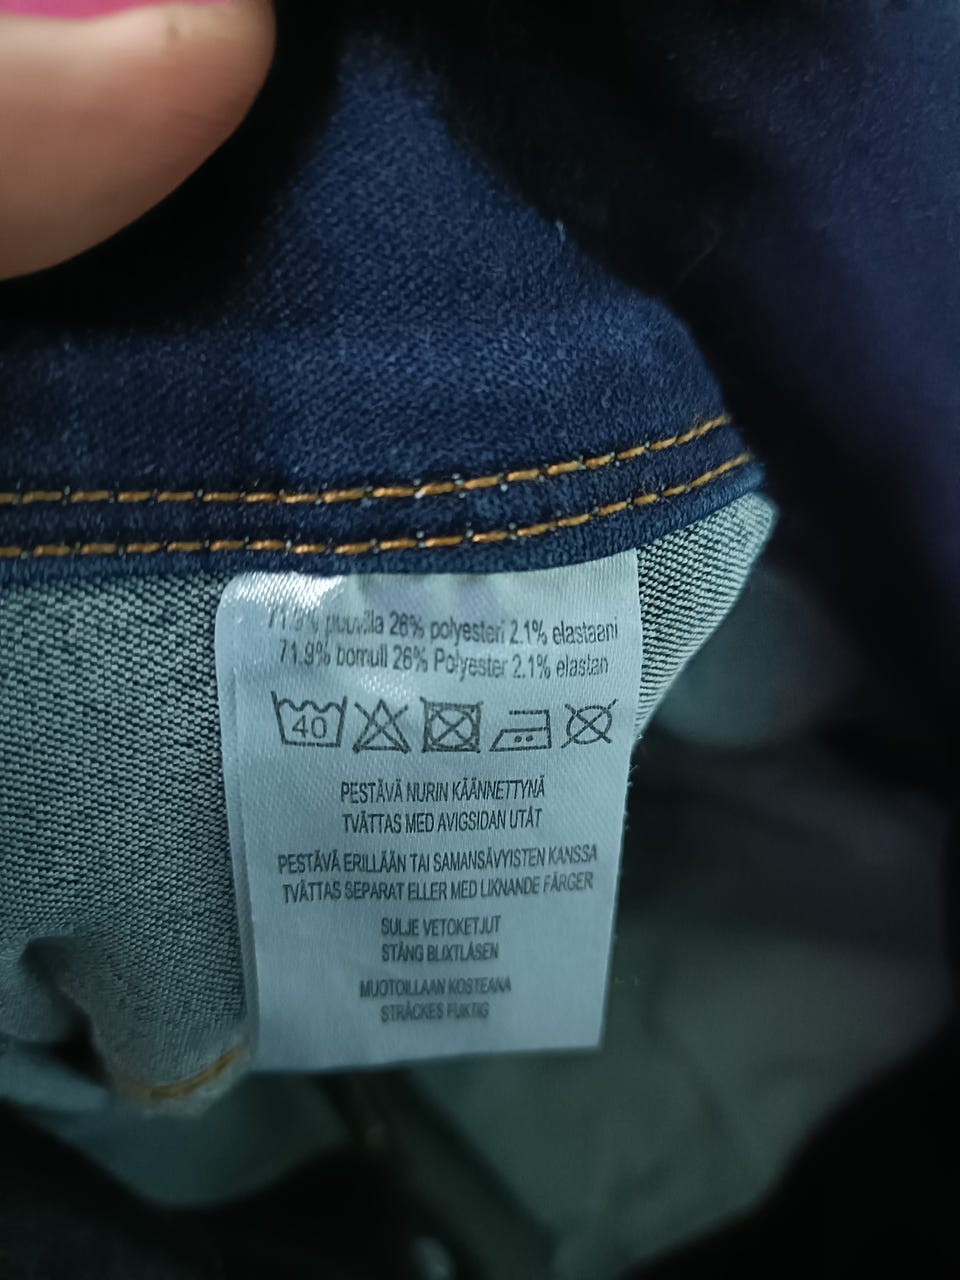 71.9% puuvilla 26% polyesteri 2.1% elastaani
71.9% bomull 26% Polyester 2.1% elastan
40
PESTÄVÄ NURIN KÄÄNNETTYNÄ
TVÄTTAS MED AVIGSIDAN UTÅT
PESTÄVÄ ERILLÄÄN TAI SAMANSÄVYISTEN KANSSA
TVÄTTAS SEPARAT ELLER MED LIKNANDE FÄRGER
SULJE VETOKETJUT
STÄNG BLIXTLÅSEN
MUOTOILLAAN KOSTEANA
STRÄCKES FUKTIG